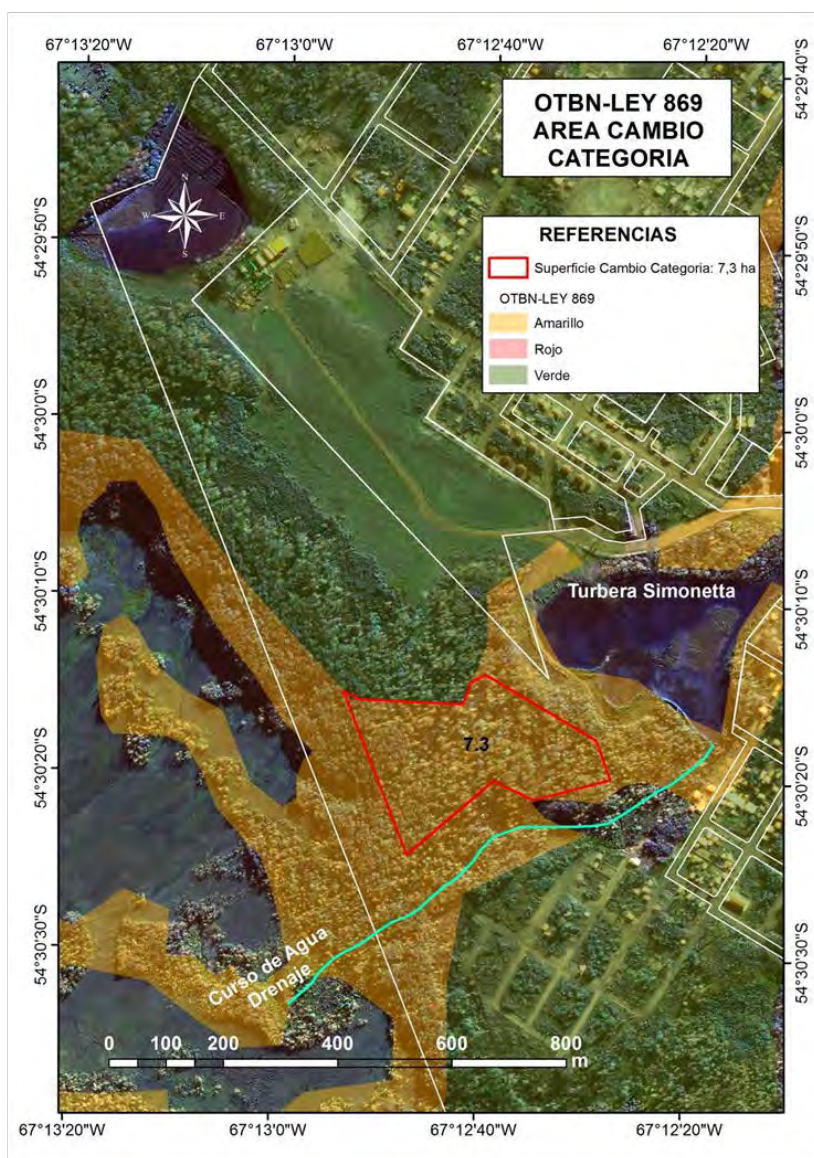 67°13'20"W
67°13'0"W
67°12'40"W
67°12'20"W
54°29'40"S
OTBN-LEY 869
AREA CAMBIO
CATEGORIA
N
W
E
S
54°29'50"S
54°29'50"S
REFERENCIAS
Superficie Cambio Categoria: 7,3 ha
OTBN-LEY 869
Amarillo
Rojo
Verde
54°30'0"S
54°30'0"S
54°30'10"S
54°30'10"S
Turbera Simonetta
7.3
54°30'20"S
54°30'20"S
54°30'30"S
54°30'30"S
Curso de Agua
Drenaje
0 100 200 400 600 800
m
67°13'20"W
67°13'0"W
67°12'40"W
67°12'20"W